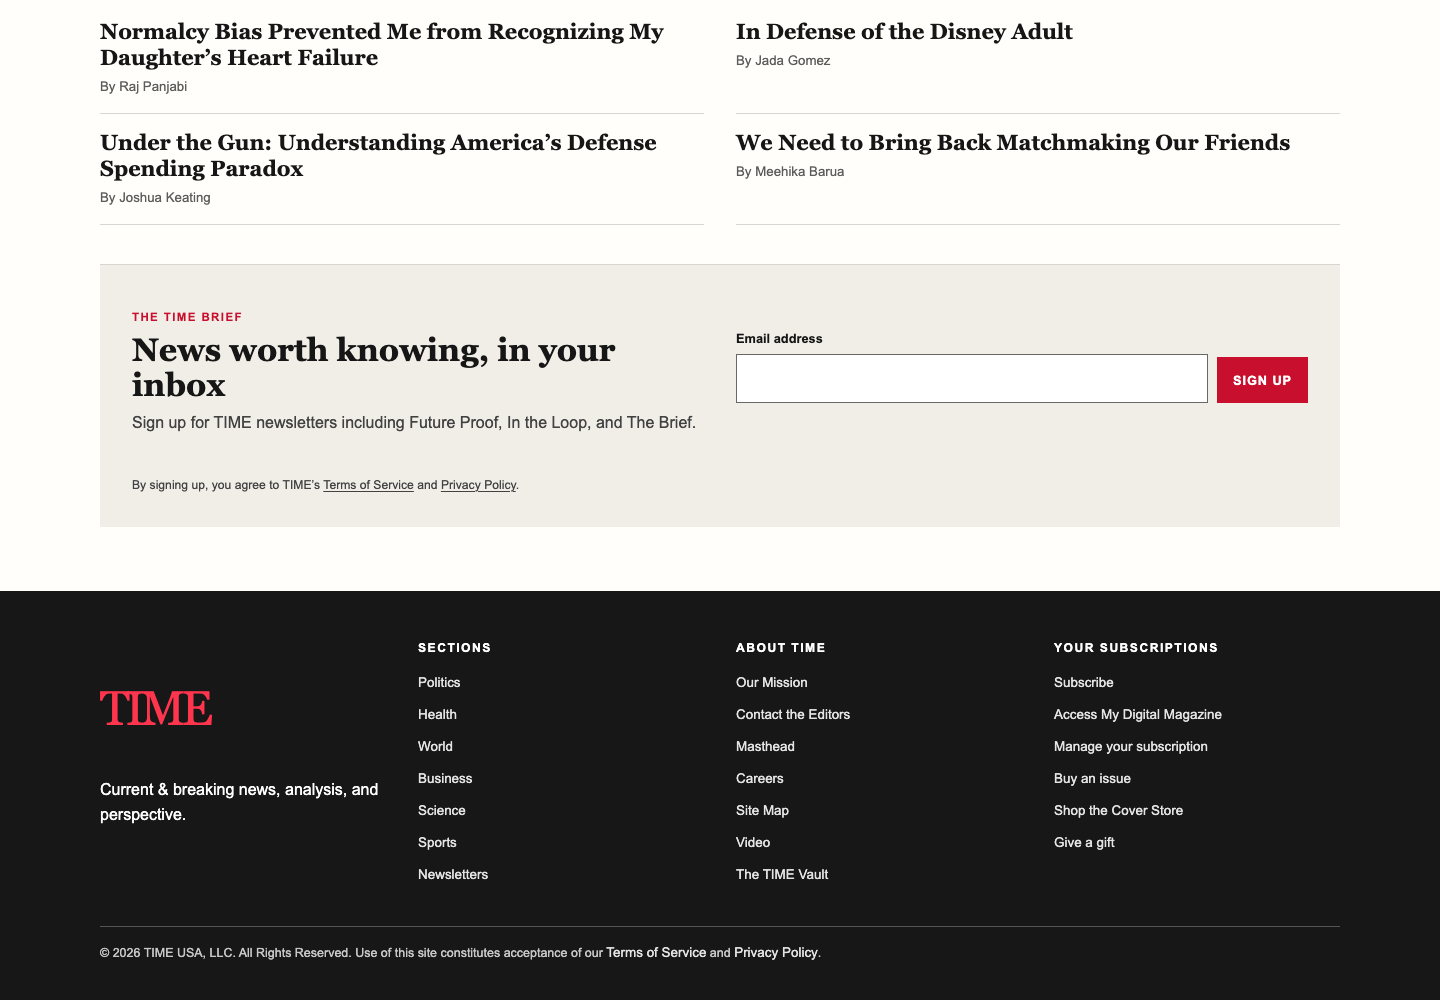 Normalcy Bias Prevented Me from Recognizing My
Daughter’s Heart Failure
By Raj Panjabi
In Defense of the Disney Adult
By Jada Gomez
Under the Gun: Understanding America’s Defense
Spending Paradox
By Joshua Keating
We Need to Bring Back Matchmaking Our Friends
By Meehika Barua
THE TIME BRIEF
News worth knowing, in your
inbox
Sign up for TIME newsletters including Future Proof, In the Loop, and The Brief.
Email address
SIGN UP
By signing up, you agree to TIME’s Terms of Service and Privacy Policy.
TIME
Current & breaking news, analysis, and
perspective.
SECTIONS
Politics
Health
World
Business
Science
Sports
Newsletters
ABOUT TIME
Our Mission
Contact the Editors
Masthead
Careers
Site Map
Video
The TIME Vault
YOUR SUBSCRIPTIONS
Subscribe
Access My Digital Magazine
Manage your subscription
Buy an issue
Shop the Cover Store
Give a gift
© 2026 TIME USA, LLC. All Rights Reserved. Use of this site constitutes acceptance of our Terms of Service and Privacy Policy.